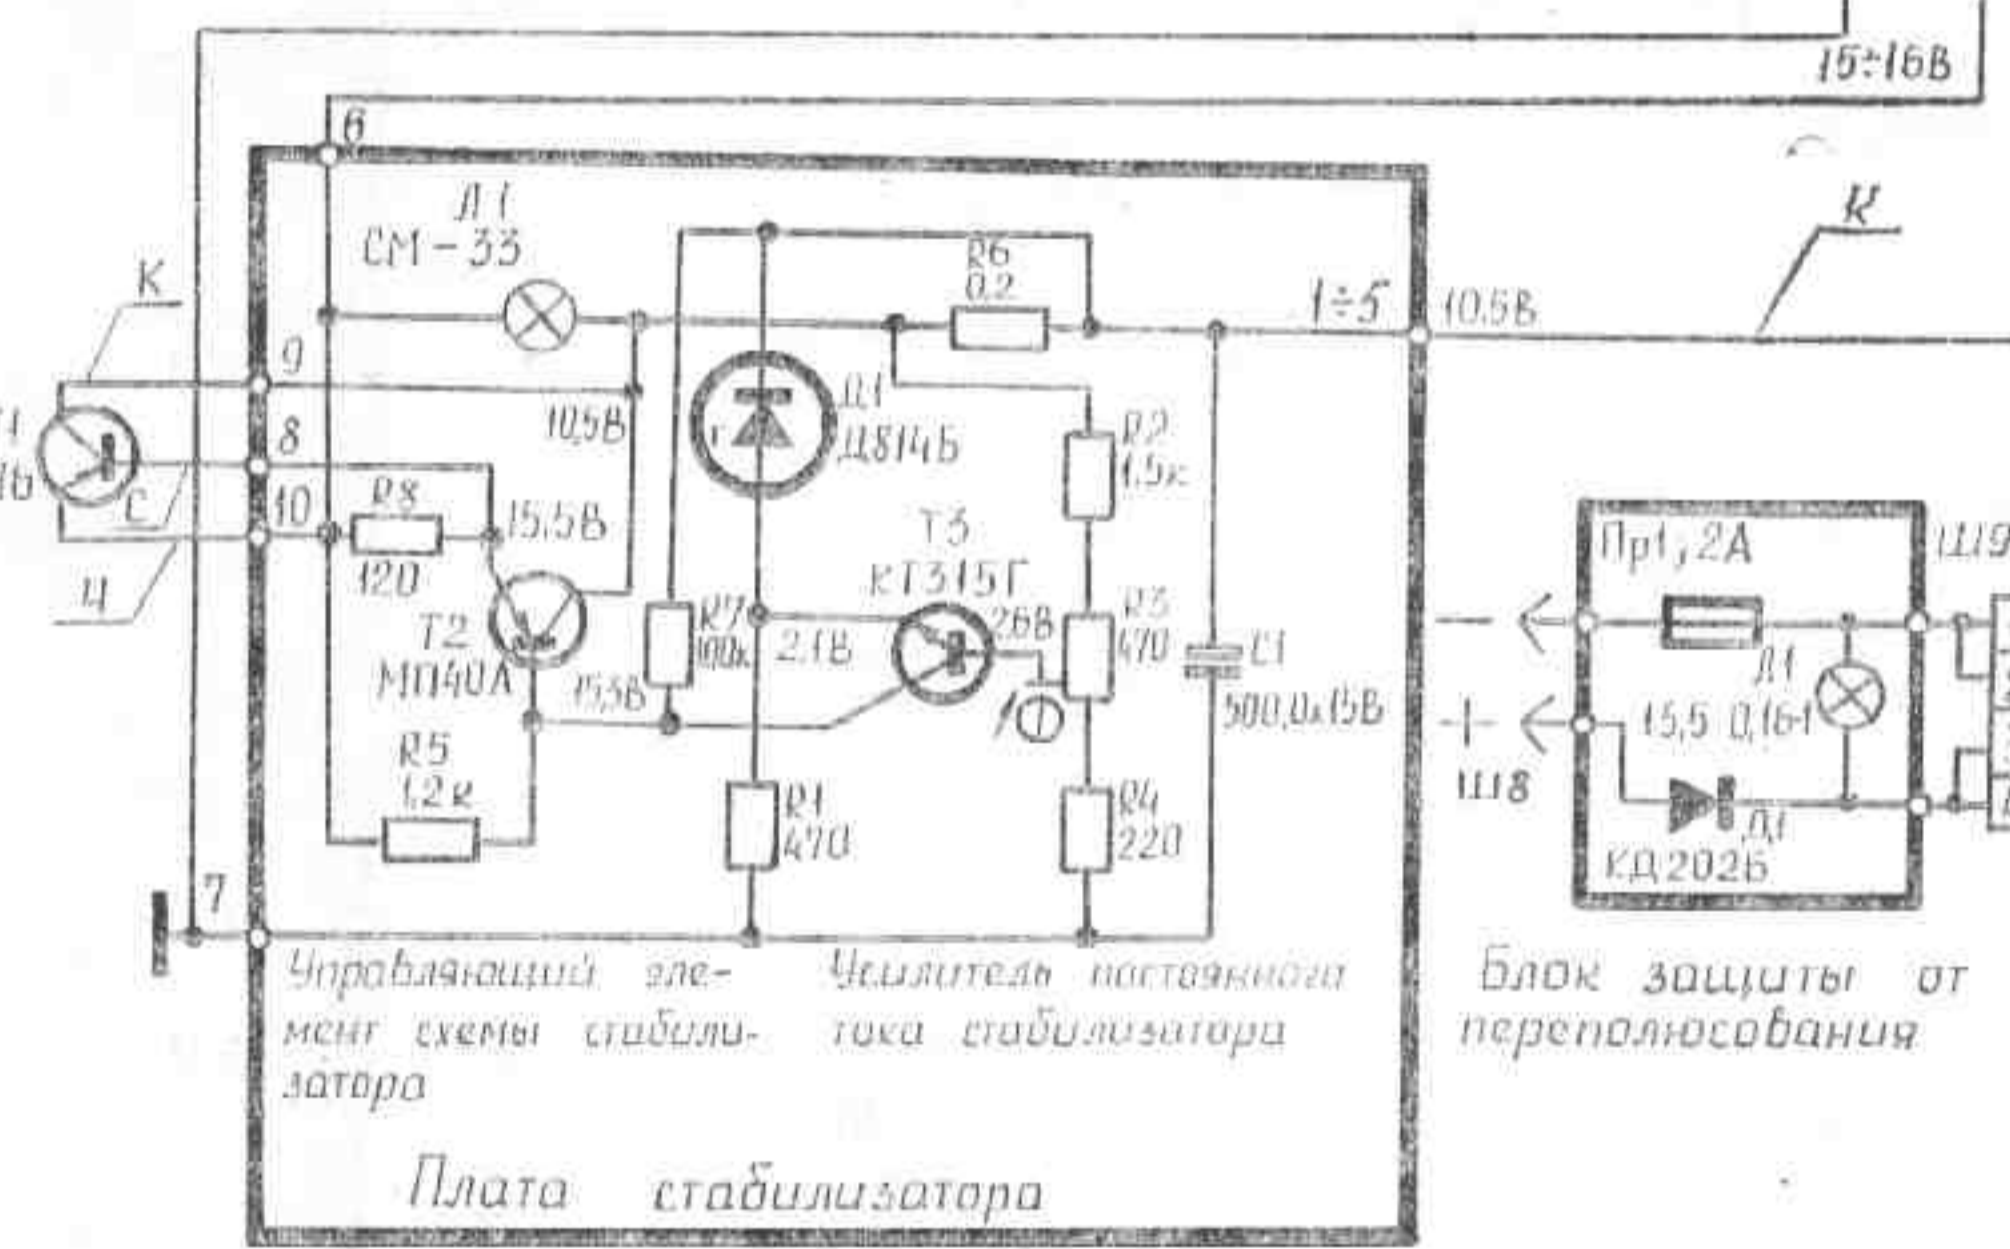 15÷16В
6
Л1
СМ-33
К
9
8
С
10
Ц
R8
120
15,5В
10,5В
Т2
МП40А
R5
1,2к
7
R7
100к
15,5В
Д1
Д814Б
Г
2,1В
R1
470
Т3
КТ315Г
2,6В
R6
0,2
R2
1,5к
R3
470
R4
220
С1
500,0х15В
1÷5
10,5В
К
Управляющий эле-
мент схемы стабили-
затора
Усилитель постоянного
тока стабилизатора
Плата стабилизатора
Пр1, 2А
Ш9
Л1
15,5 0,16-1
Ш8
Д1
КД202Б
Блок защиты от
переполюсования